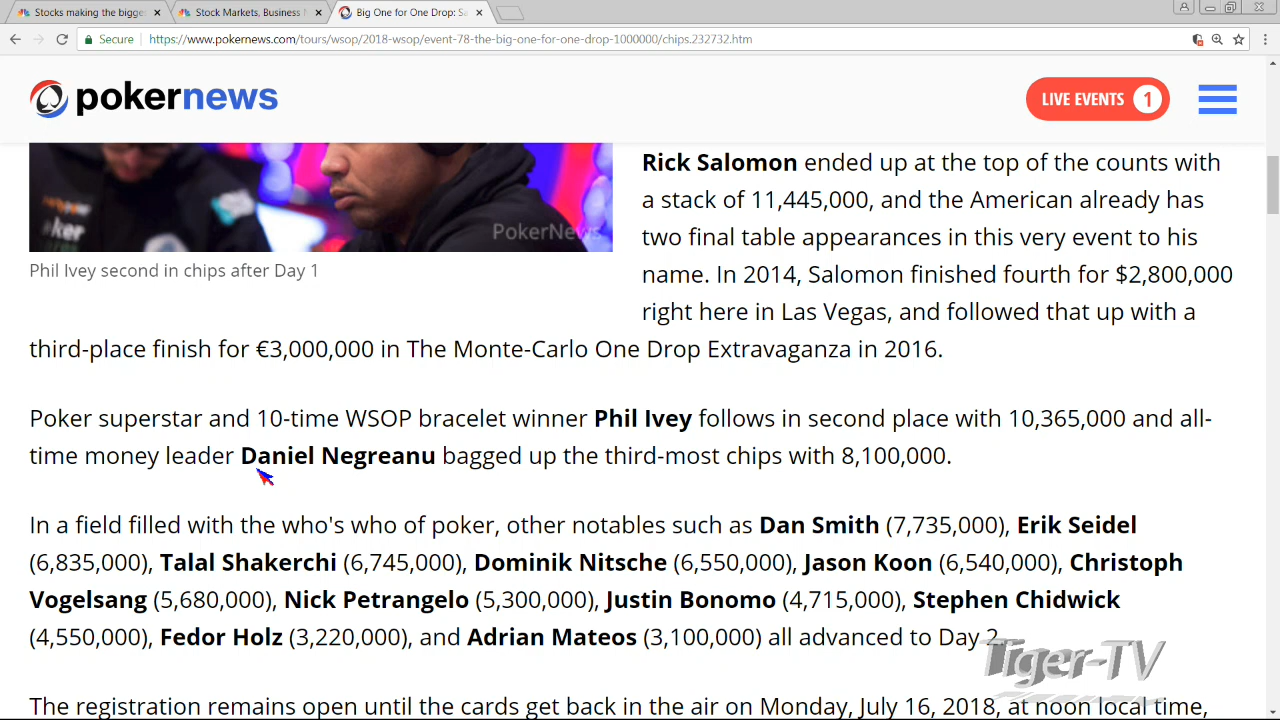 Stocks making the bigge
Stock Markets, Business
Big One for One Drop: S
Secure
https://www.pokernews.com/tours/wsop/2018-wsop/event-78-the-big-one-for-one-drop-1000000/chips.232732.htm
pokernews
LIVE EVENTS 1
PokerNews
Phil Ivey second in chips after Day 1
Rick Salomon ended up at the top of the counts with
a stack of 11,445,000, and the American already has
two final table appearances in this very event to his
name. In 2014, Salomon finished fourth for $2,800,000
right here in Las Vegas, and followed that up with a
third-place finish for €3,000,000 in The Monte-Carlo One Drop Extravaganza in 2016.
Poker superstar and 10-time WSOP bracelet winner Phil Ivey follows in second place with 10,365,000 and all-
time money leader Daniel Negreanu bagged up the third-most chips with 8,100,000.
In a field filled with the who's who of poker, other notables such as Dan Smith (7,735,000), Erik Seidel
(6,835,000), Talal Shakerchi (6,745,000), Dominik Nitsche (6,550,000), Jason Koon (6,540,000), Christoph
Vogelsang (5,680,000), Nick Petrangelo (5,300,000), Justin Bonomo (4,715,000), Stephen Chidwick
(4,550,000), Fedor Holz (3,220,000), and Adrian Mateos (3,100,000) all advanced to Day 2.
Tiger-TV
The registration remains open until the cards get back in the air on Monday, July 16, 2018, at noon local time,